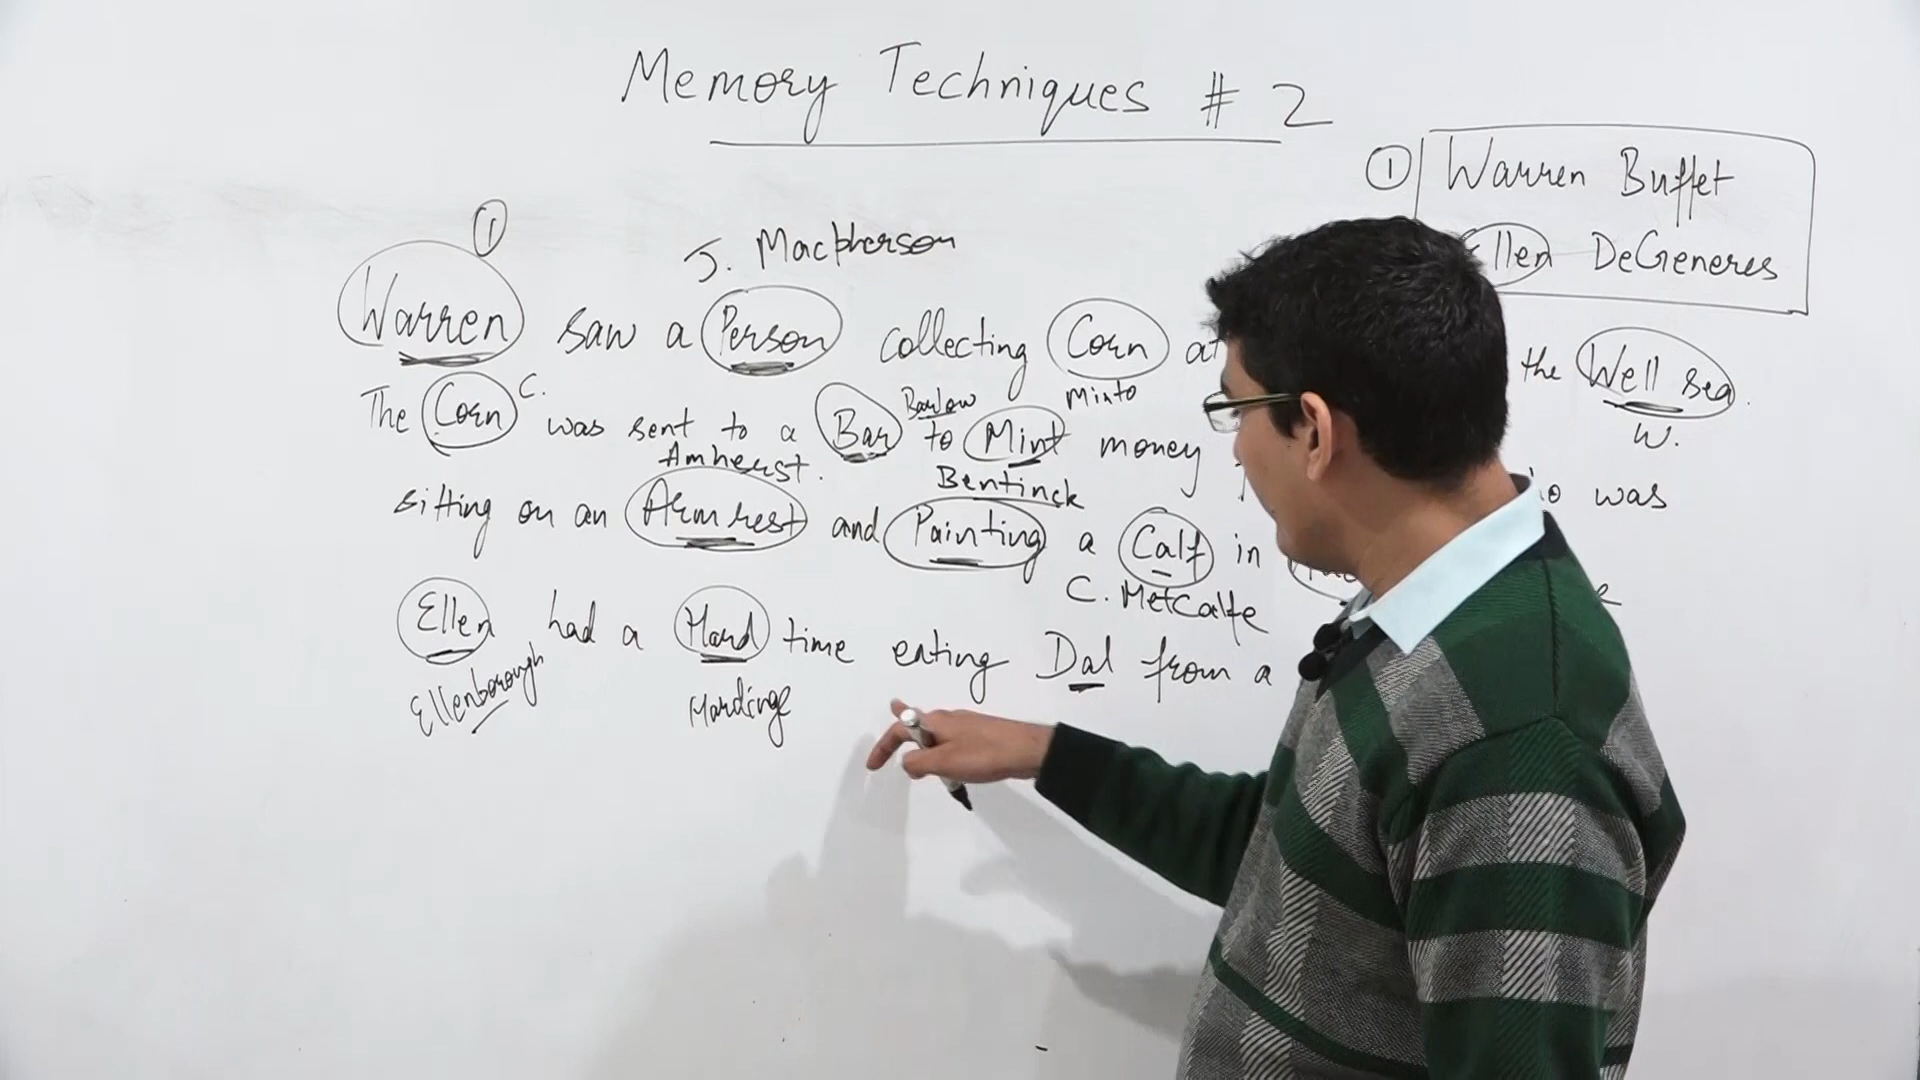 Memory Techniques # 2
① Warren Buffet
Ellen DeGeneres
①
J. Macpherson
Warren saw a Person collecting Corn at the Well sea.
Minto
The Corn C. was sent to a Bar Barlow to Mint money
W.
Amherst.
Bentinck
sitting on an Armrest and Painting a Calf in
was
C. Metcalfe
Ellen had a Hard time eating Dal from a
Ellenborough
Hardinge